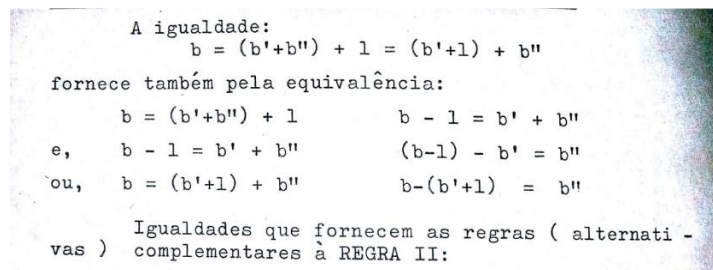 A igualdade:
b = (b'+b") + 1 = (b'+1) + b"
fornece também pela equivalência:
b = (b'+b") + 1 b - 1 = b' + b"
e, b - 1 = b' + b" (b-1) - b' = b"
ou, b = (b'+1) + b" b-(b'+1) = b"
Igualdades que fornecem as regras ( alternati -
vas ) complementares à REGRA II: